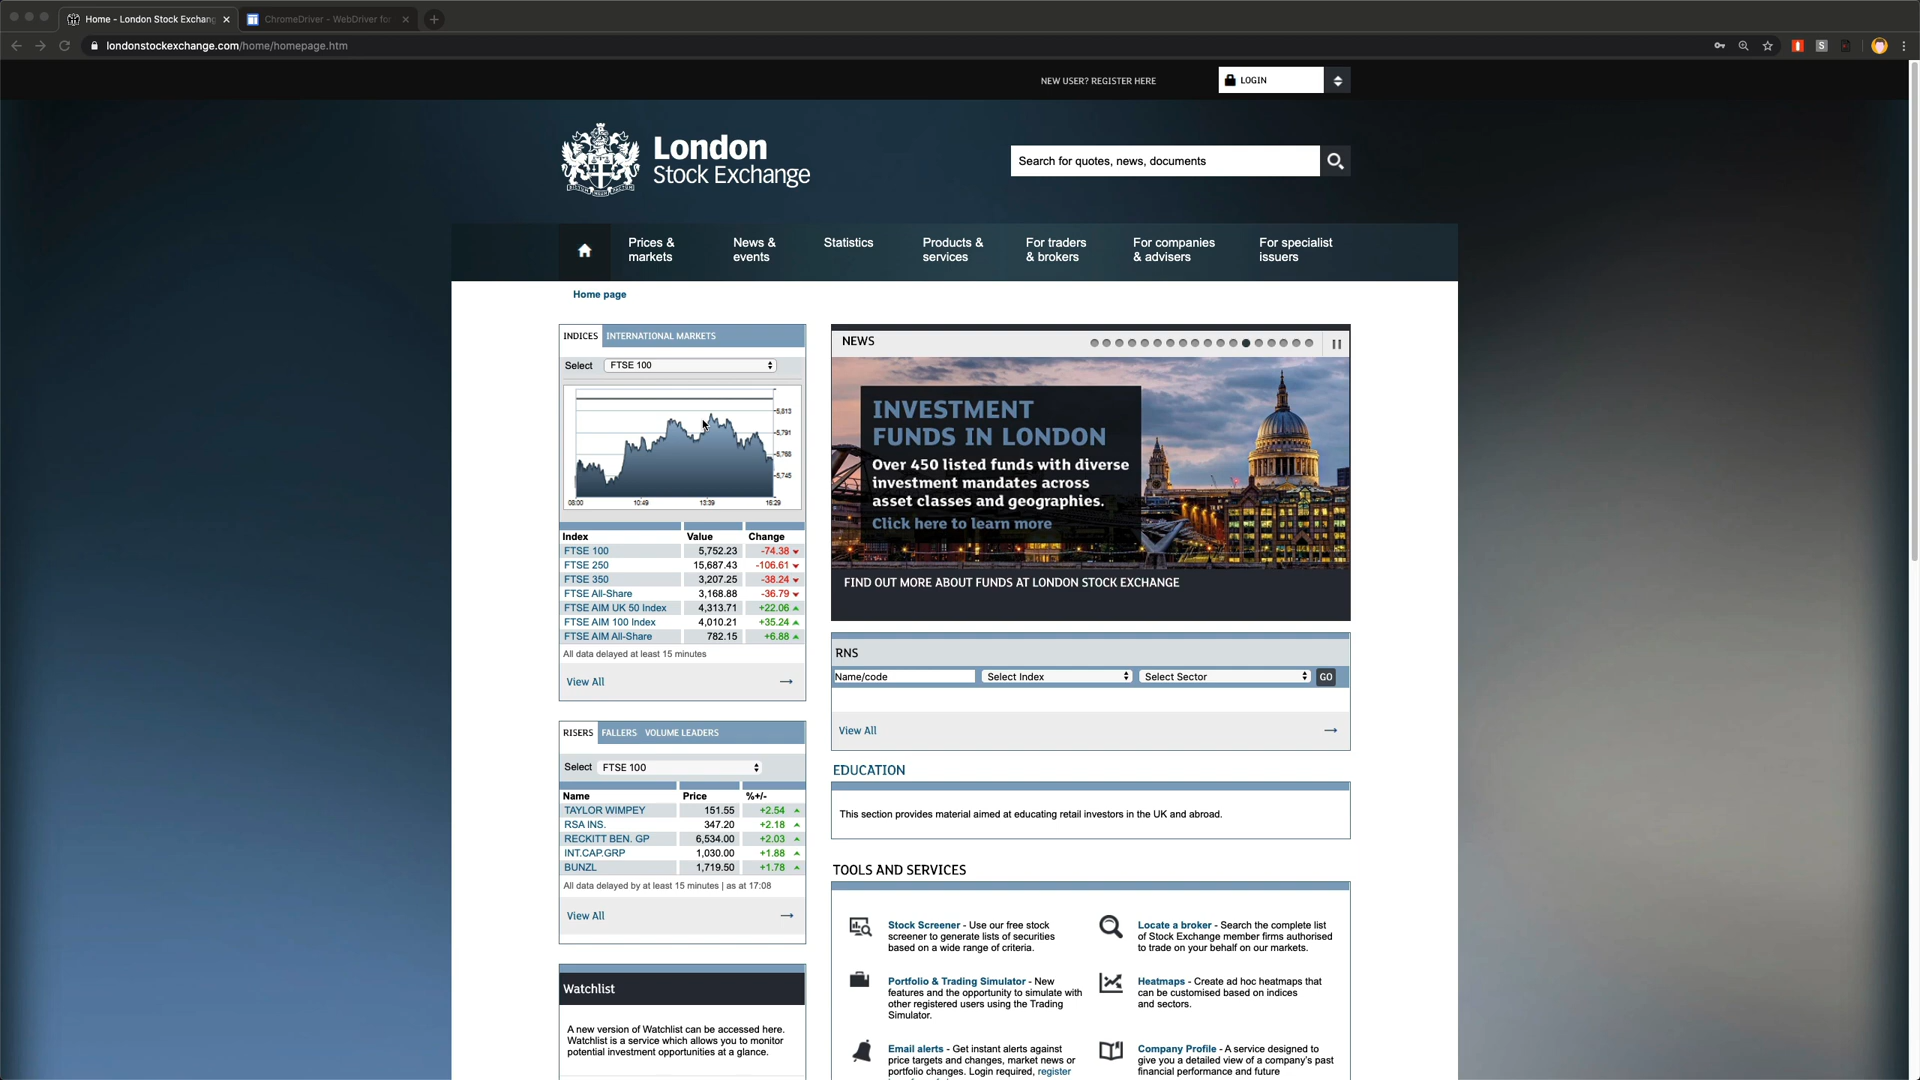 Home - London Stock Exchang
ChromeDriver - WebDriver for
londonstockexchange.com/home/homepage.htm
NEW USER? REGISTER HERE
LOGIN
London
Stock Exchange
Search for quotes, news, documents
Prices &
markets
News &
events
Statistics
Products &
services
For traders
& brokers
For companies
& advisers
For specialist
issuers
Home page
INDICES INTERNATIONAL MARKETS
Select FTSE 100
5,813
5,791
5,768
5,745
08:00 10:49 13:39 16:29
Index Value Change
FTSE 100 5,752.23 -74.38
FTSE 250 15,687.43 -106.61
FTSE 350 3,207.25 -38.24
FTSE All-Share 3,168.88 -36.79
FTSE AIM UK 50 Index 4,313.71 +22.06
FTSE AIM 100 Index 4,010.21 +35.24
FTSE AIM All-Share 782.15 +6.88
All data delayed at least 15 minutes
View All
RISERS FALLERS VOLUME LEADERS
Select FTSE 100
Name Price %+/-
TAYLOR WIMPEY 151.55 +2.54
RSA INS. 347.20 +2.18
RECKITT BEN. GP 6,534.00 +2.03
INT.CAP.GRP 1,030.00 +1.88
BUNZL 1,719.50 +1.78
All data delayed by at least 15 minutes | as at 17:08
View All
Watchlist
A new version of Watchlist can be accessed here.
Watchlist is a service which allows you to monitor
potential investment opportunities at a glance.
NEWS
INVESTMENT
FUNDS IN LONDON
Over 450 listed funds with diverse
investment mandates across
asset classes and geographies.
Click here to learn more
FIND OUT MORE ABOUT FUNDS AT LONDON STOCK EXCHANGE
RNS
Name/code Select Index Select Sector GO
View All
EDUCATION
This section provides material aimed at educating retail investors in the UK and abroad.
TOOLS AND SERVICES
Stock Screener - Use our free stock
screener to generate lists of securities
based on a wide range of criteria.
Locate a broker - Search the complete list
of Stock Exchange member firms authorised
to trade on your behalf on our markets.
Portfolio & Trading Simulator - New
features and the opportunity to simulate with
other registered users using the Trading
Simulator.
Heatmaps - Create ad hoc heatmaps that
can be customised based on indices
and sectors.
Email alerts - Get instant alerts against
price targets and changes, market news or
portfolio changes. Login required, register
Company Profile - A service designed to
give you a detailed view of a company's past
financial performance and future